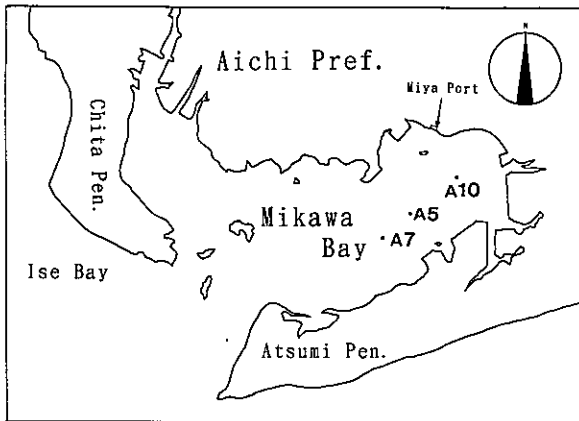 N
Aichi Pref.
Miya Port
Chita Pen.
A10
Mikawa
Bay
A5
A7
Ise Bay
Atsumi Pen.